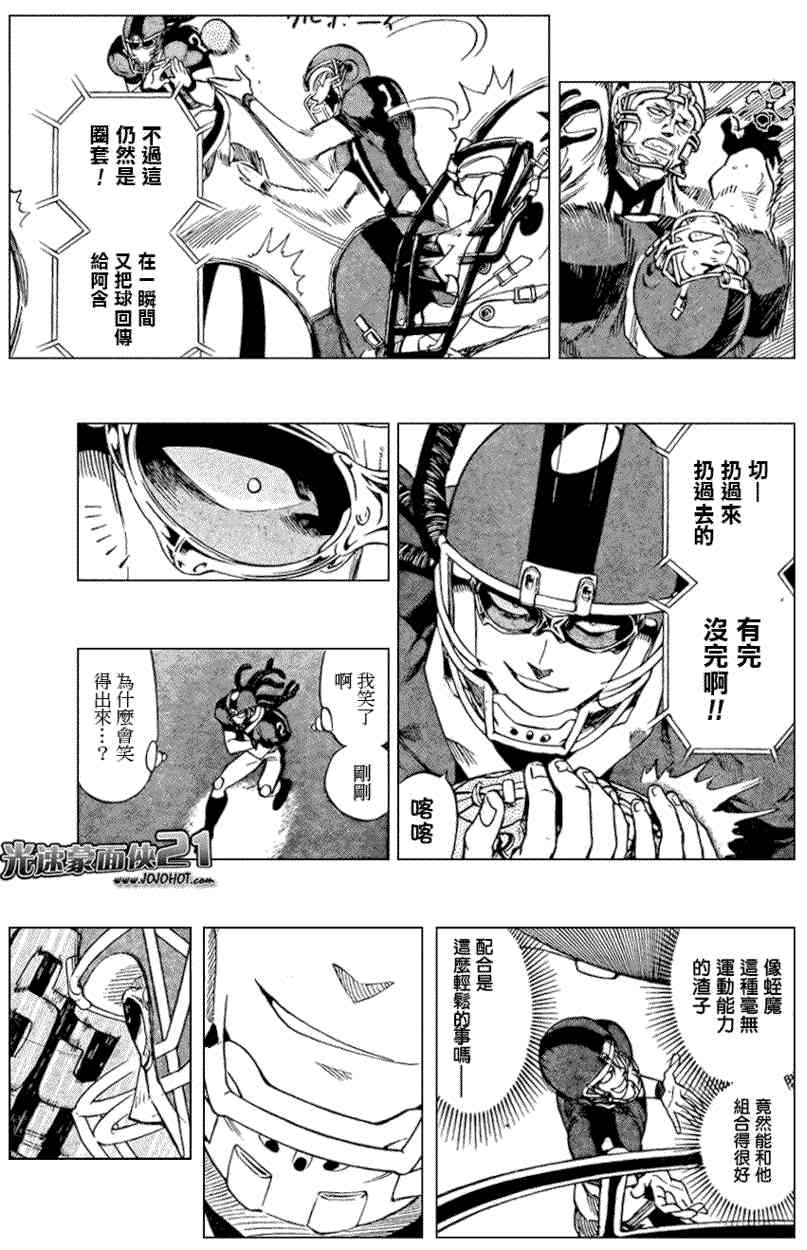 不過這
仍然是
圈套！
在一瞬間
又把球回傳
給阿含
切—
扔過來
扔過去的
有完
沒完啊!!
喀喀
我笑了
啊
剛剛
為什麼會笑
得出來…?
光速蒙面俠21
www.JOJOHOT.com
像蛭魔
這種毫無
運動能力
的渣子
竟然能和他
組合得很好
配合是
這麼輕鬆的事嗎—